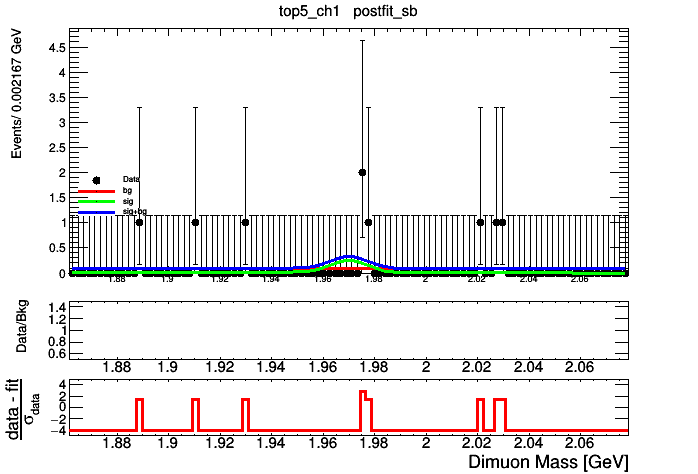 top5_ch1 postfit_sb
Events/ 0.002167 GeV
4.5
4
3.5
3
2.5
2
1.5
1
0.5
0
Data
bg
sig
sig+bg
1.88 1.9 1.92 1.94 1.96 1.98 2 2.02 2.04 2.06
Data/Bkg
1.4
1.2
1
0.8
0.6
1.88 1.9 1.92 1.94 1.96 1.98 2 2.02 2.04 2.06
data - fit
σdata
4
2
0
−2
−4
1.88 1.9 1.92 1.94 1.96 1.98 2 2.02 2.04 2.06
Dimuon Mass [GeV]